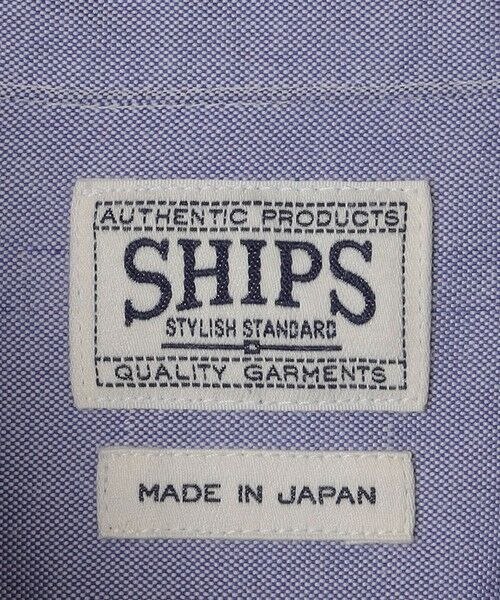 AUTHENTIC PRODUCTS
SHIPS
STYLISH STANDARD
QUALITY GARMENTS
MADE IN JAPAN